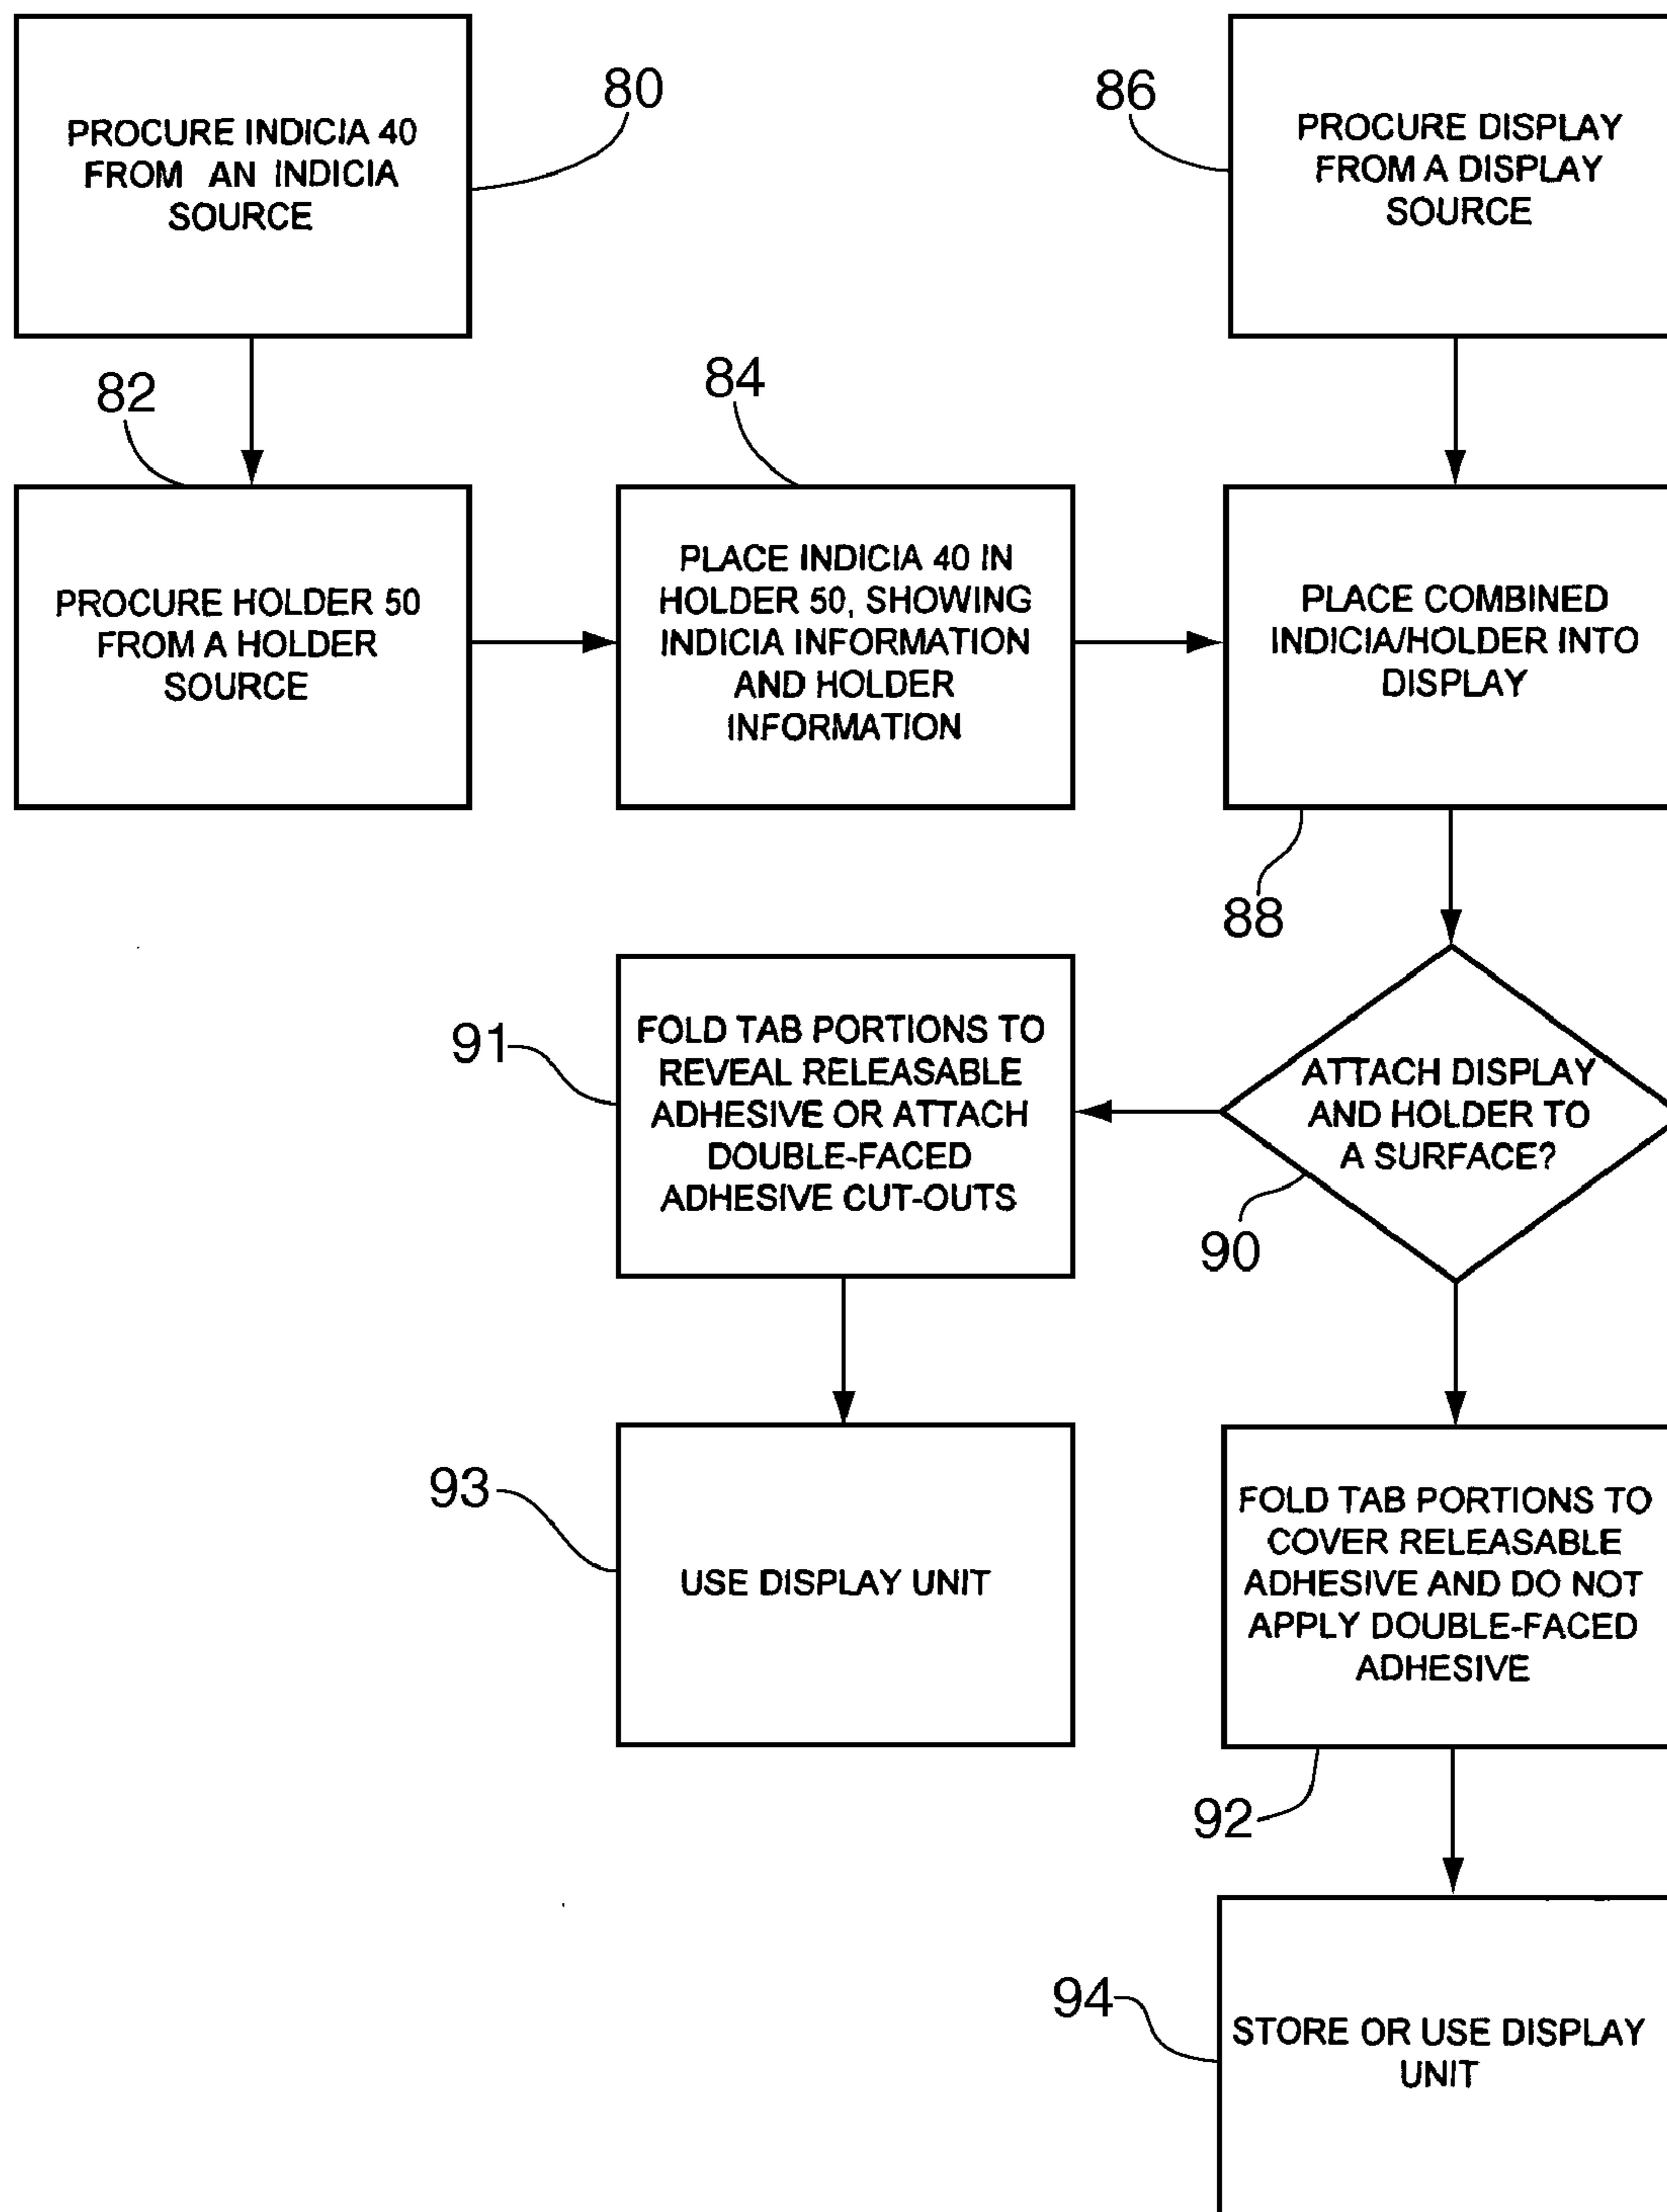 PROCURE INDICIA 40
FROM AN INDICIA
SOURCE
80
86
PROCURE DISPLAY
FROM A DISPLAY
SOURCE
82
PROCURE HOLDER 50
FROM A HOLDER
SOURCE
84
PLACE INDICIA 40 IN
HOLDER 50, SHOWING
INDICIA INFORMATION
AND HOLDER
INFORMATION
PLACE COMBINED
INDICIA/HOLDER INTO
DISPLAY
88
ATTACH DISPLAY
AND HOLDER TO
A SURFACE?
90
91
FOLD TAB PORTIONS TO
REVEAL RELEASABLE
ADHESIVE OR ATTACH
DOUBLE-FACED
ADHESIVE CUT-OUTS
93
USE DISPLAY UNIT
FOLD TAB PORTIONS TO
COVER RELEASABLE
ADHESIVE AND DO NOT
APPLY DOUBLE-FACED
ADHESIVE
92
94
STORE OR USE DISPLAY
UNIT